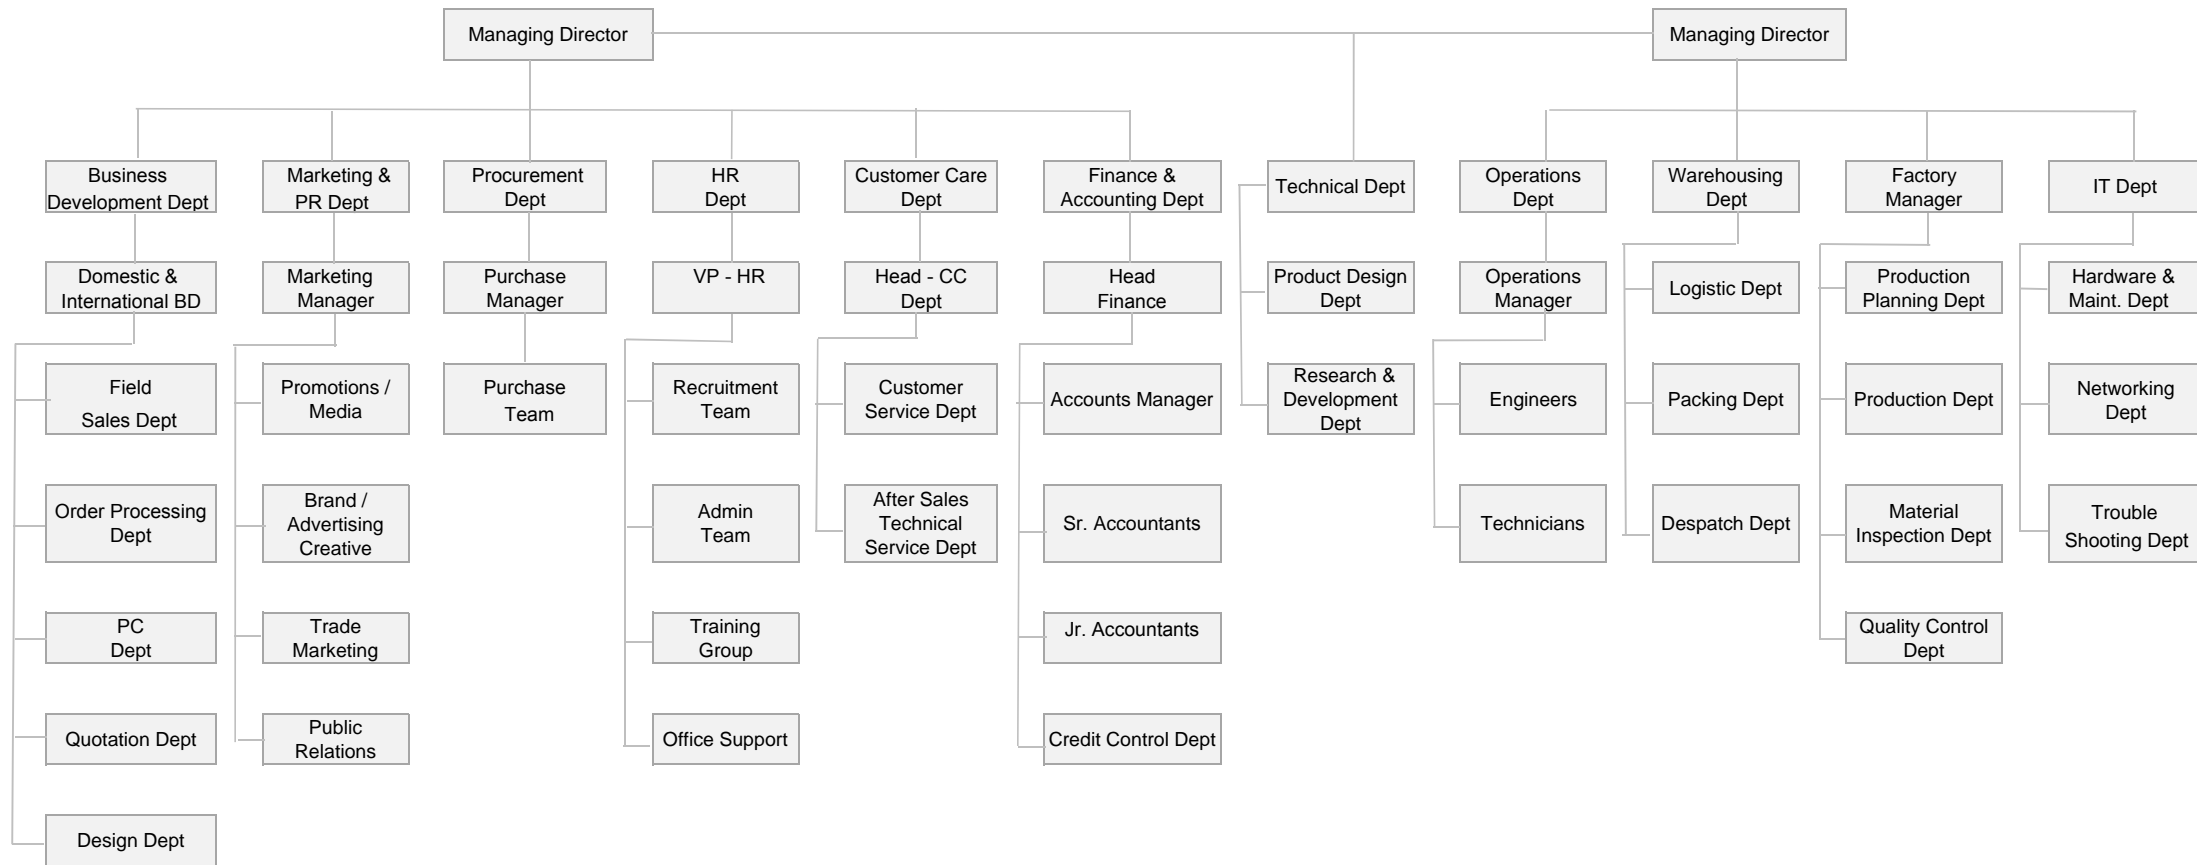 Managing Director
Managing Director
Business
Development Dept
Marketing &
PR Dept
Procurement
Dept
HR
Dept
Customer Care
Dept
Finance &
Accounting Dept
Technical Dept
Operations
Dept
Warehousing
Dept
Factory
Manager
IT Dept
Domestic &
International BD
Marketing
Manager
Purchase
Manager
VP - HR
Head - CC
Dept
Head
Finance
Product Design
Dept
Operations
Manager
Logistic Dept
Production
Planning Dept
Hardware &
Maint. Dept
Field
Sales Dept
Promotions /
Media
Purchase
Team
Recruitment
Team
Customer
Service Dept
Accounts Manager
Research &
Development
Dept
Engineers
Packing Dept
Production Dept
Networking
Dept
Order Processing
Dept
Brand /
Advertising
Creative
Admin
Team
After Sales
Technical
Service Dept
Sr. Accountants
Technicians
Despatch Dept
Material
Inspection Dept
Trouble
Shooting Dept
PC
Dept
Trade
Marketing
Training
Group
Jr. Accountants
Quality Control
Dept
Quotation Dept
Public
Relations
Office Support
Credit Control Dept
Design Dept